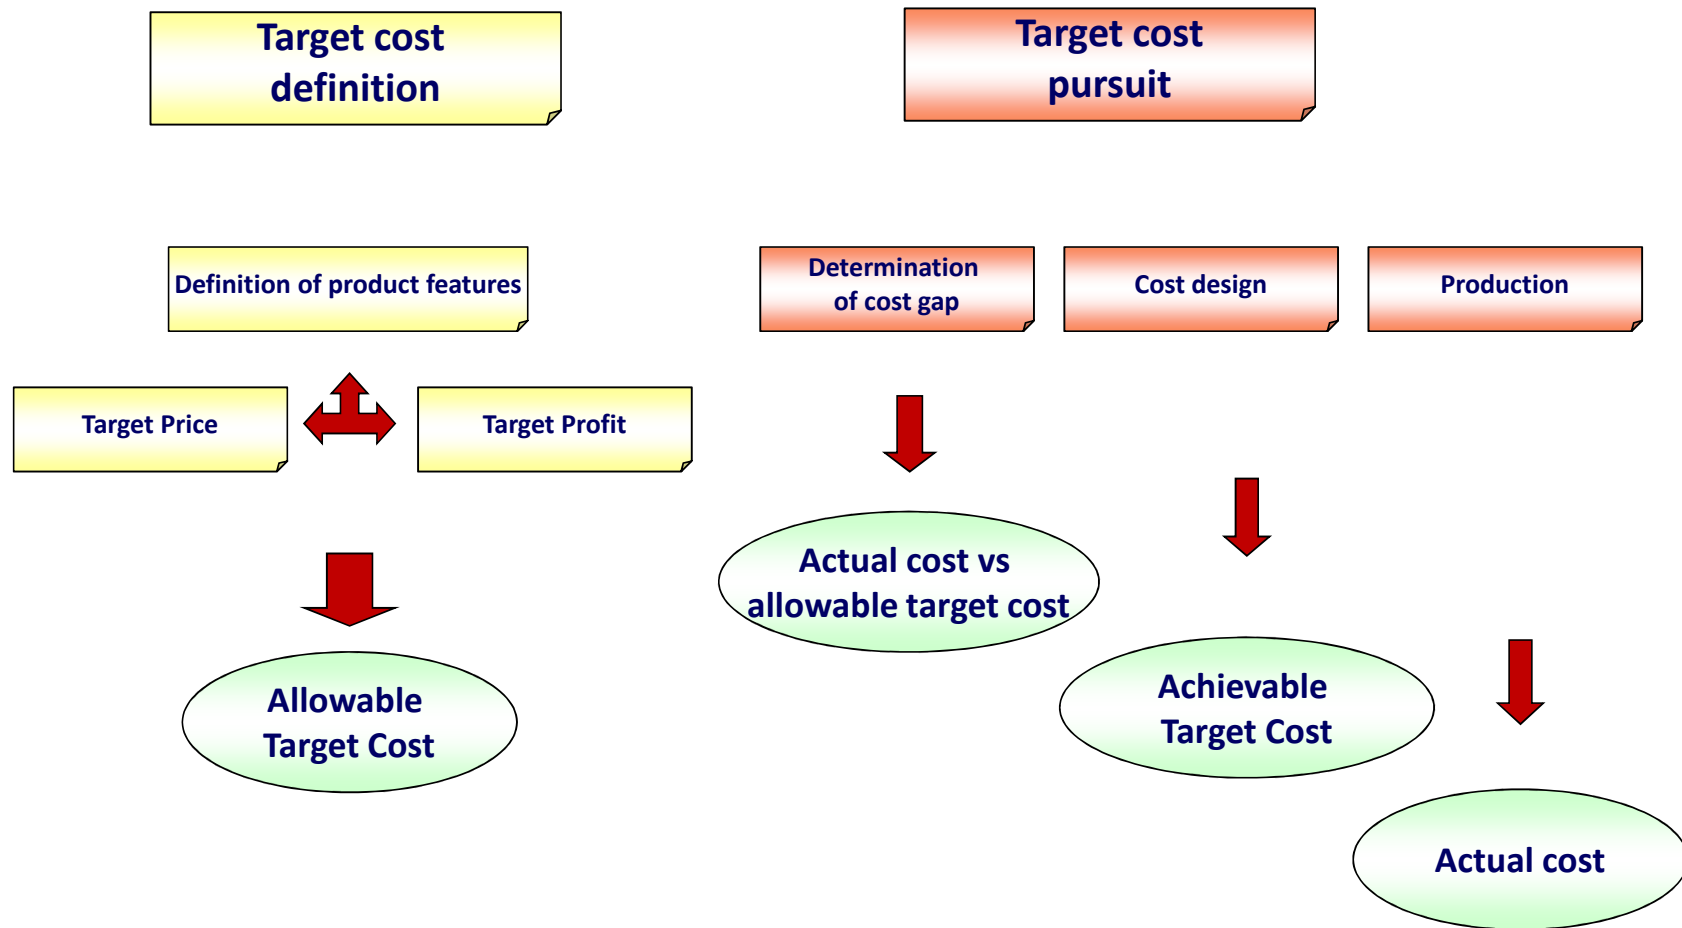 Target cost
definition
Target cost
pursuit
Definition of product features
Determination
of cost gap
Cost design
Production
Target Price
Target Profit
Actual cost vs
allowable target cost
Allowable
Target Cost
Achievable
Target Cost
Actual cost